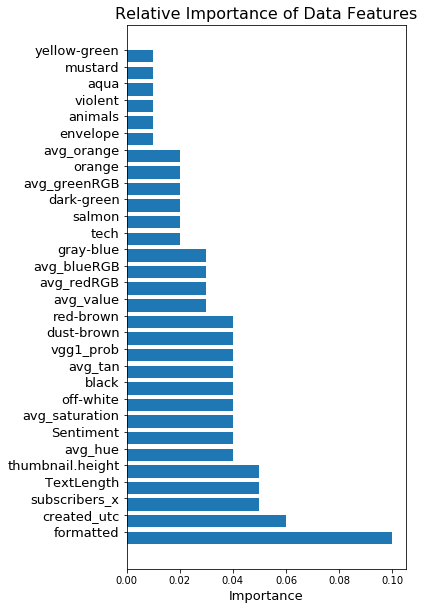 Relative Importance of Data Features
yellow-green
mustard
aqua
violent
animals
envelope
avg_orange
orange
avg_greenRGB
dark-green
salmon
tech
gray-blue
avg_blueRGB
avg_redRGB
avg_value
red-brown
dust-brown
vgg1_prob
avg_tan
black
off-white
avg_saturation
Sentiment
avg_hue
thumbnail.height
TextLength
subscribers_x
created_utc
formatted
0.00 0.02 0.04 0.06 0.08 0.10
Importance